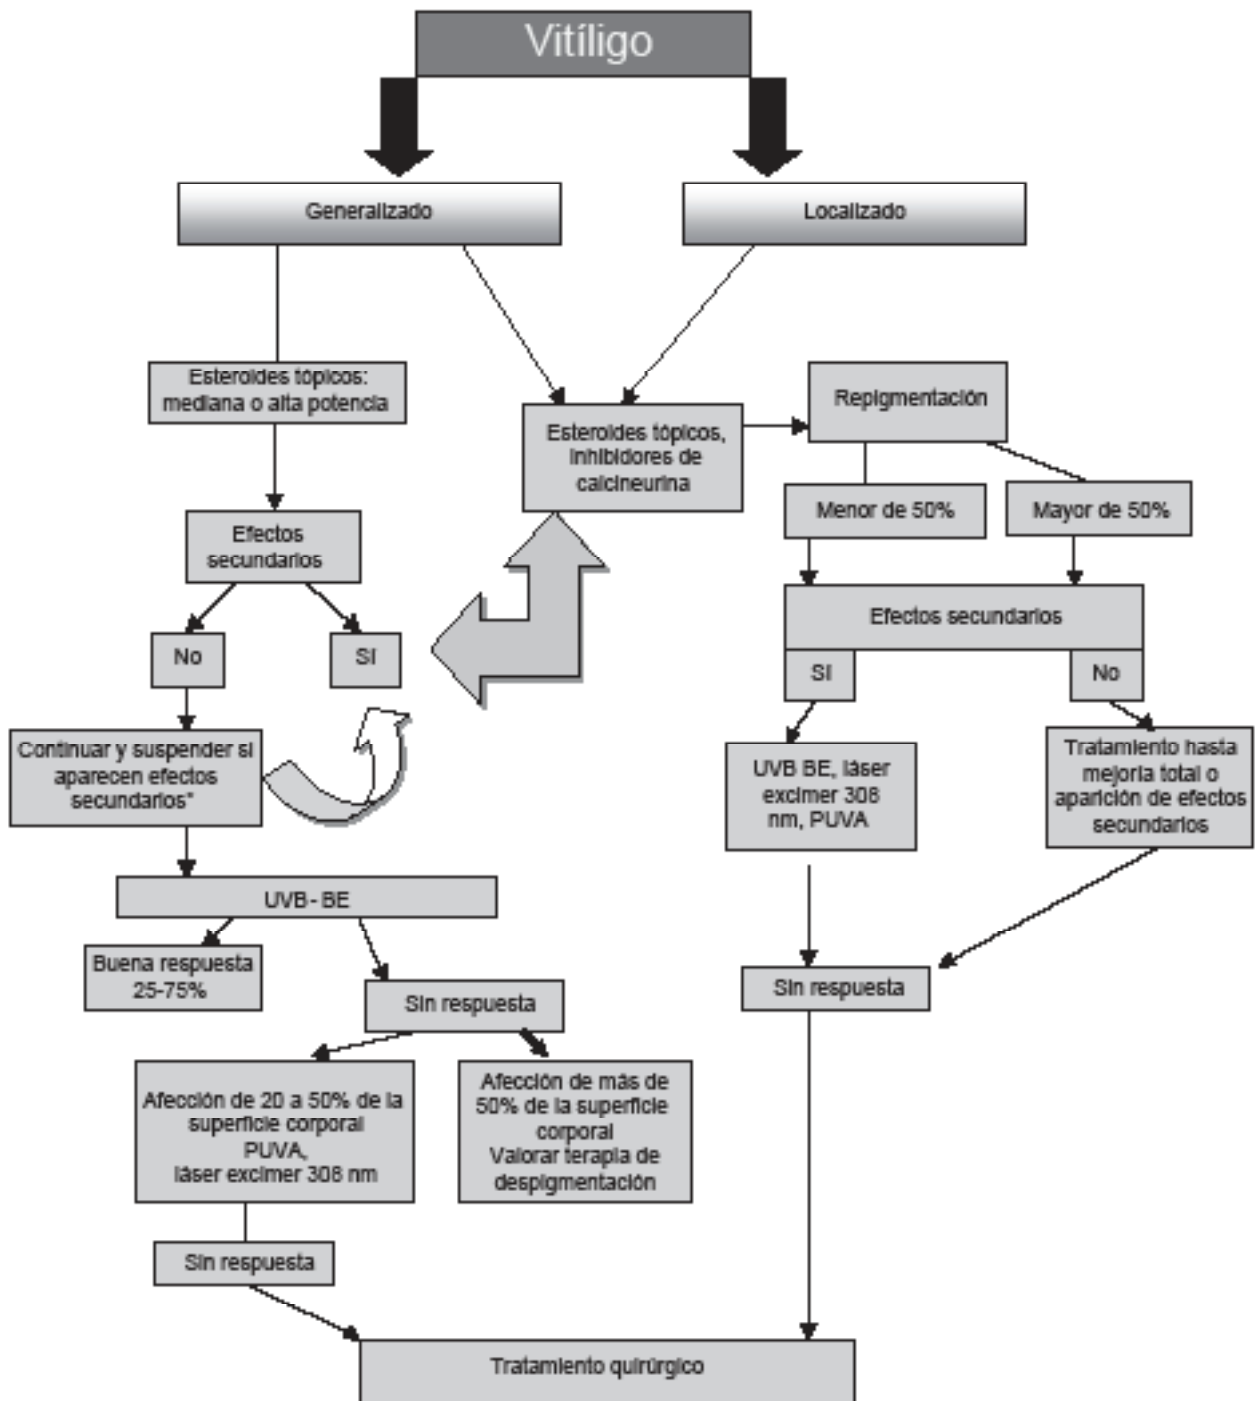 Vitíligo
Generalizado
Localizado
Esteroides tópicos:
mediana o alta potencia
Esteroides tópicos,
inhibidores de
calcineurina
Repigmentación
Menor de 50%
Mayor de 50%
Efectos
secundarios
No
Sí
Efectos secundarios
Sí
No
Continuar y suspender si
aparecen efectos
secundarios*
UVB BE, láser
excimer 308
nm, PUVA
Tratamiento hasta
mejoría total o
aparición de efectos
secundarios
UVB - BE
Buena respuesta
25-75%
Sin respuesta
Sin respuesta
Afección de 20 a 50% de la
superficie corporal
PUVA,
láser excimer 308 nm
Afección de más de
50% de la superficie
corporal
Valorar terapia de
despigmentación
Sin respuesta
Tratamiento quirúrgico